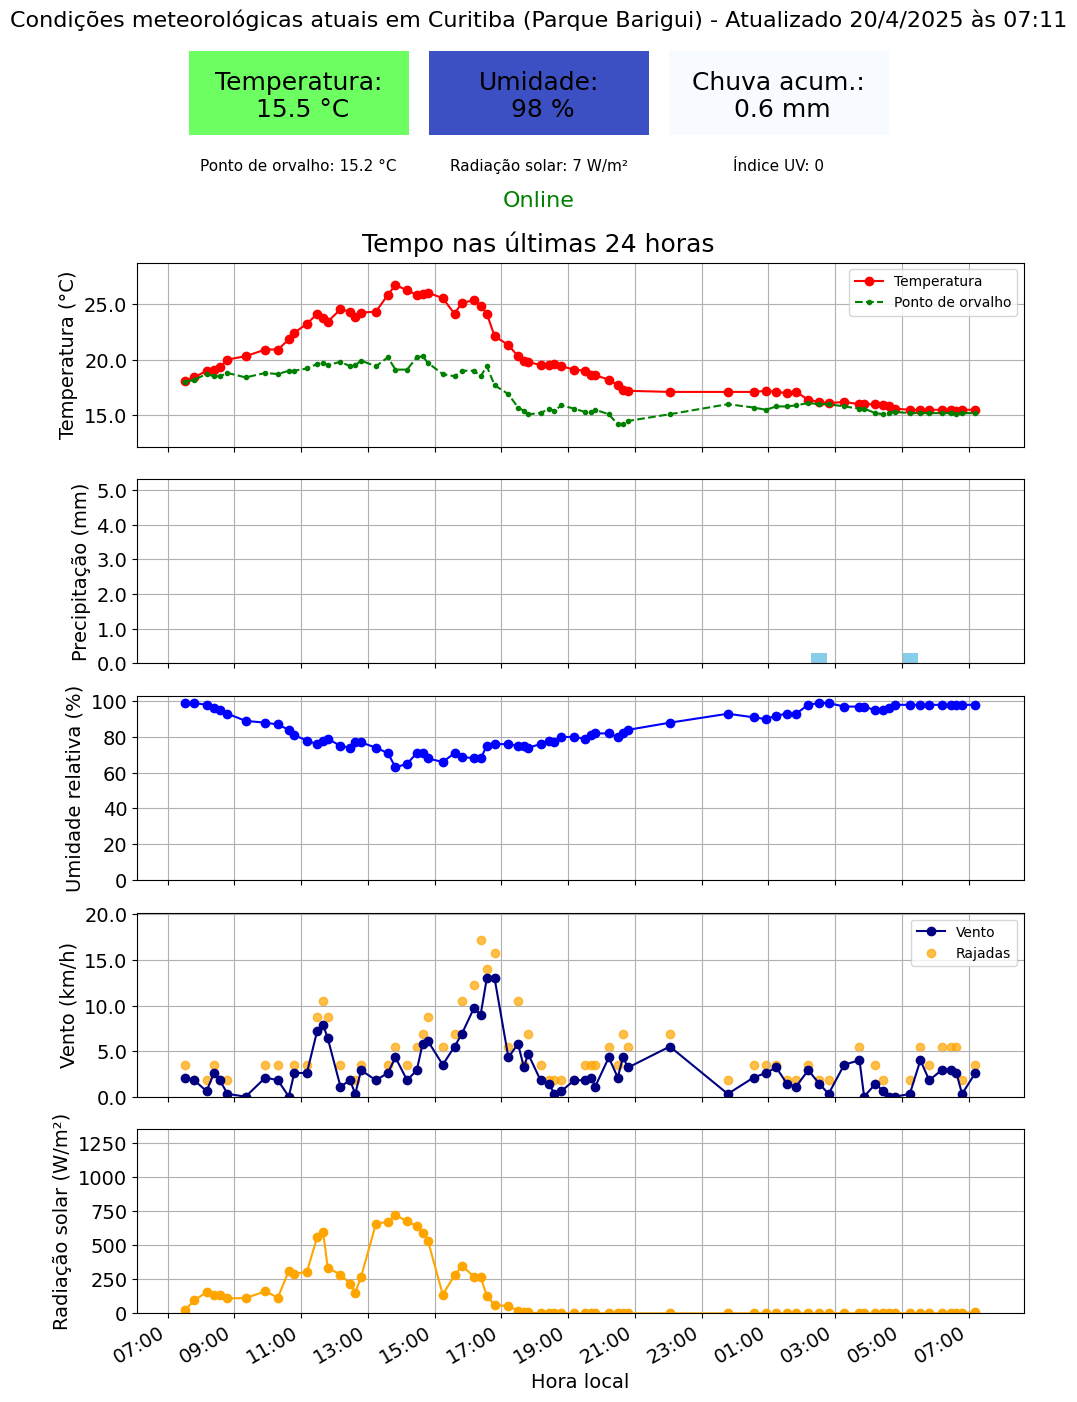 Condições meteorológicas atuais em Curitiba (Parque Barigui) - Atualizado 20/4/2025 às 07:11
Temperatura:
15.5 °C
Umidade:
98 %
Chuva acum.:
0.6 mm
Ponto de orvalho: 15.2 °C
Radiação solar: 7 W/m²
Índice UV: 0
Online
Tempo nas últimas 24 horas
Temperatura (°C)
25.0
20.0
15.0
Temperatura
Ponto de orvalho
Precipitação (mm)
5.0
4.0
3.0
2.0
1.0
0.0
Umidade relativa (%)
100
80
60
40
20
0
Vento (km/h)
20.0
15.0
10.0
5.0
0.0
Vento
Rajadas
Radiação solar (W/m²)
1250
1000
750
500
250
0
07:00
09:00
11:00
13:00
15:00
17:00
19:00
21:00
23:00
01:00
03:00
05:00
07:00
Hora local